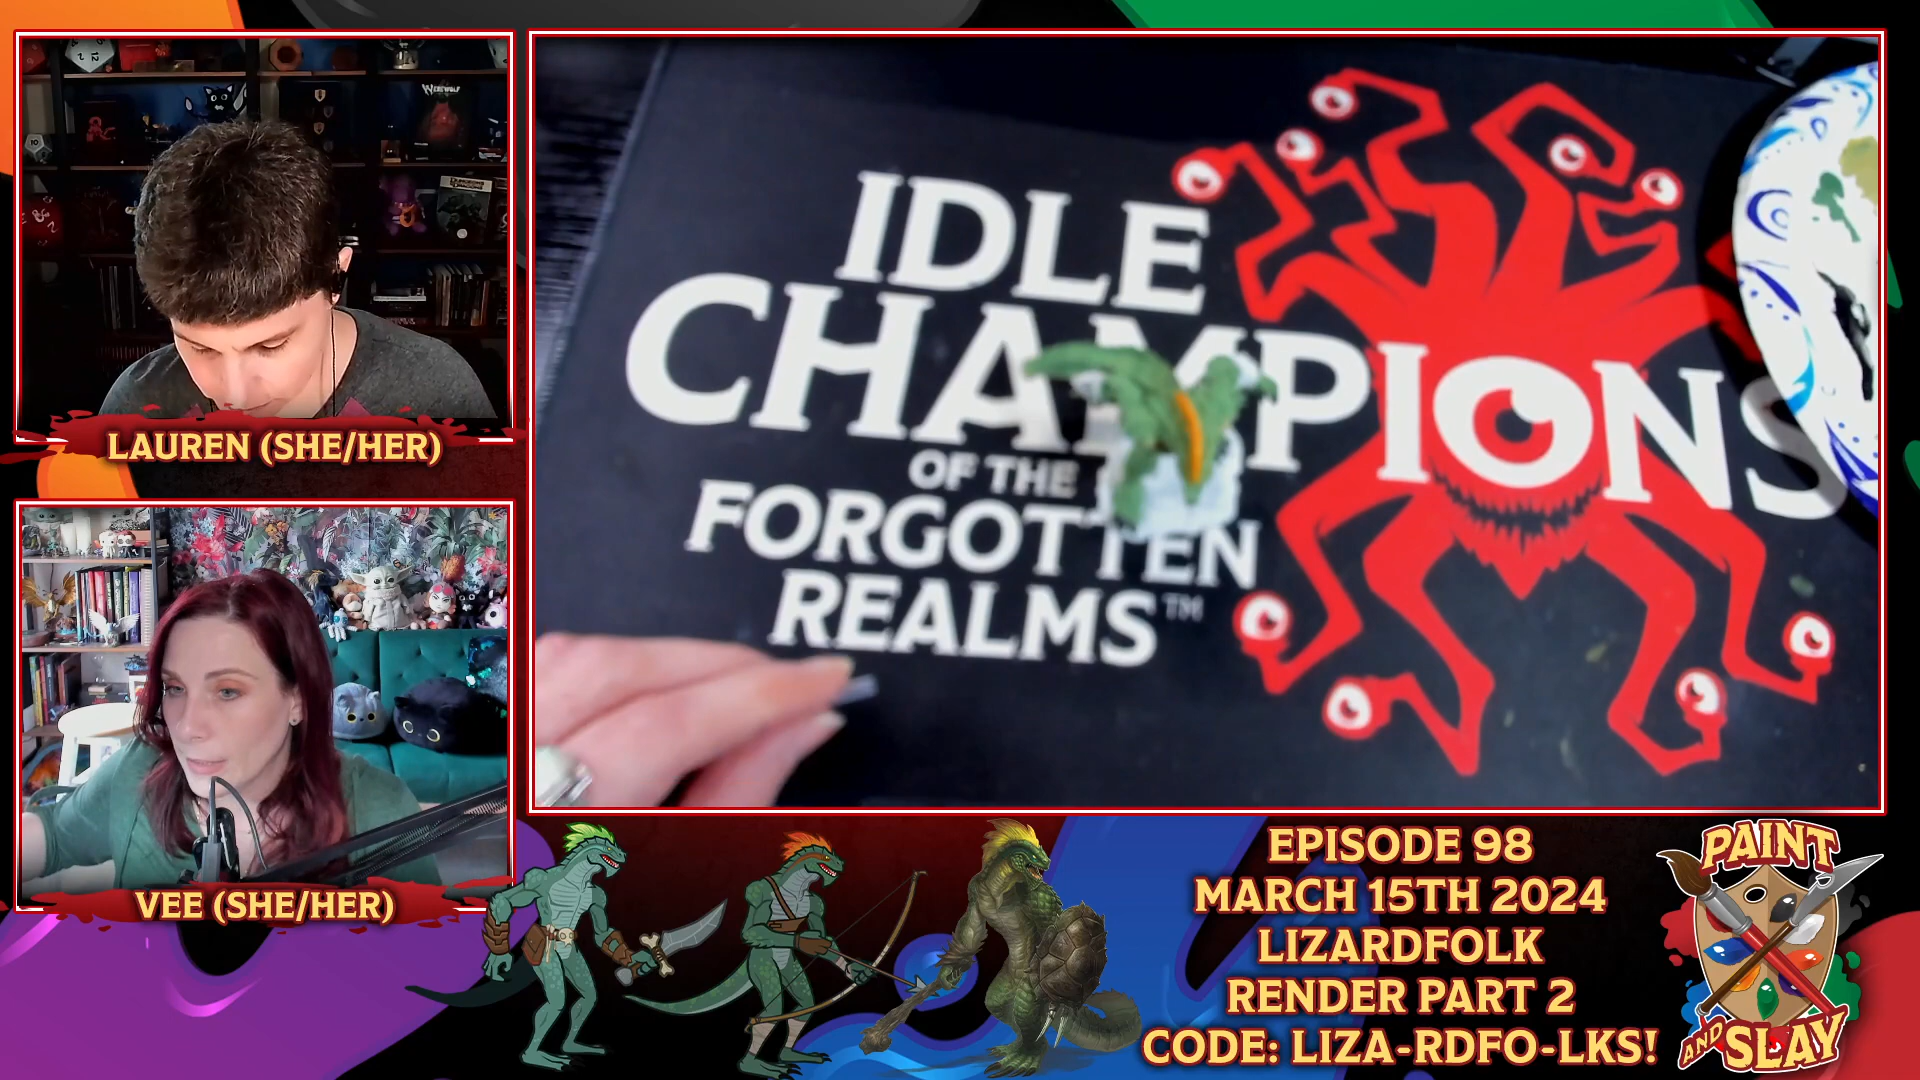 WEREWOLF
LAUREN (SHE/HER)
VEE (SHE/HER)
IDLE
CHAMPIONS
OF THE
FORGOTTEN
REALMS™
EPISODE 98
MARCH 15TH 2024
LIZARDFOLK
RENDER PART 2
CODE: LIZA-RDFO-LKS!
PAINT
AND SLAY